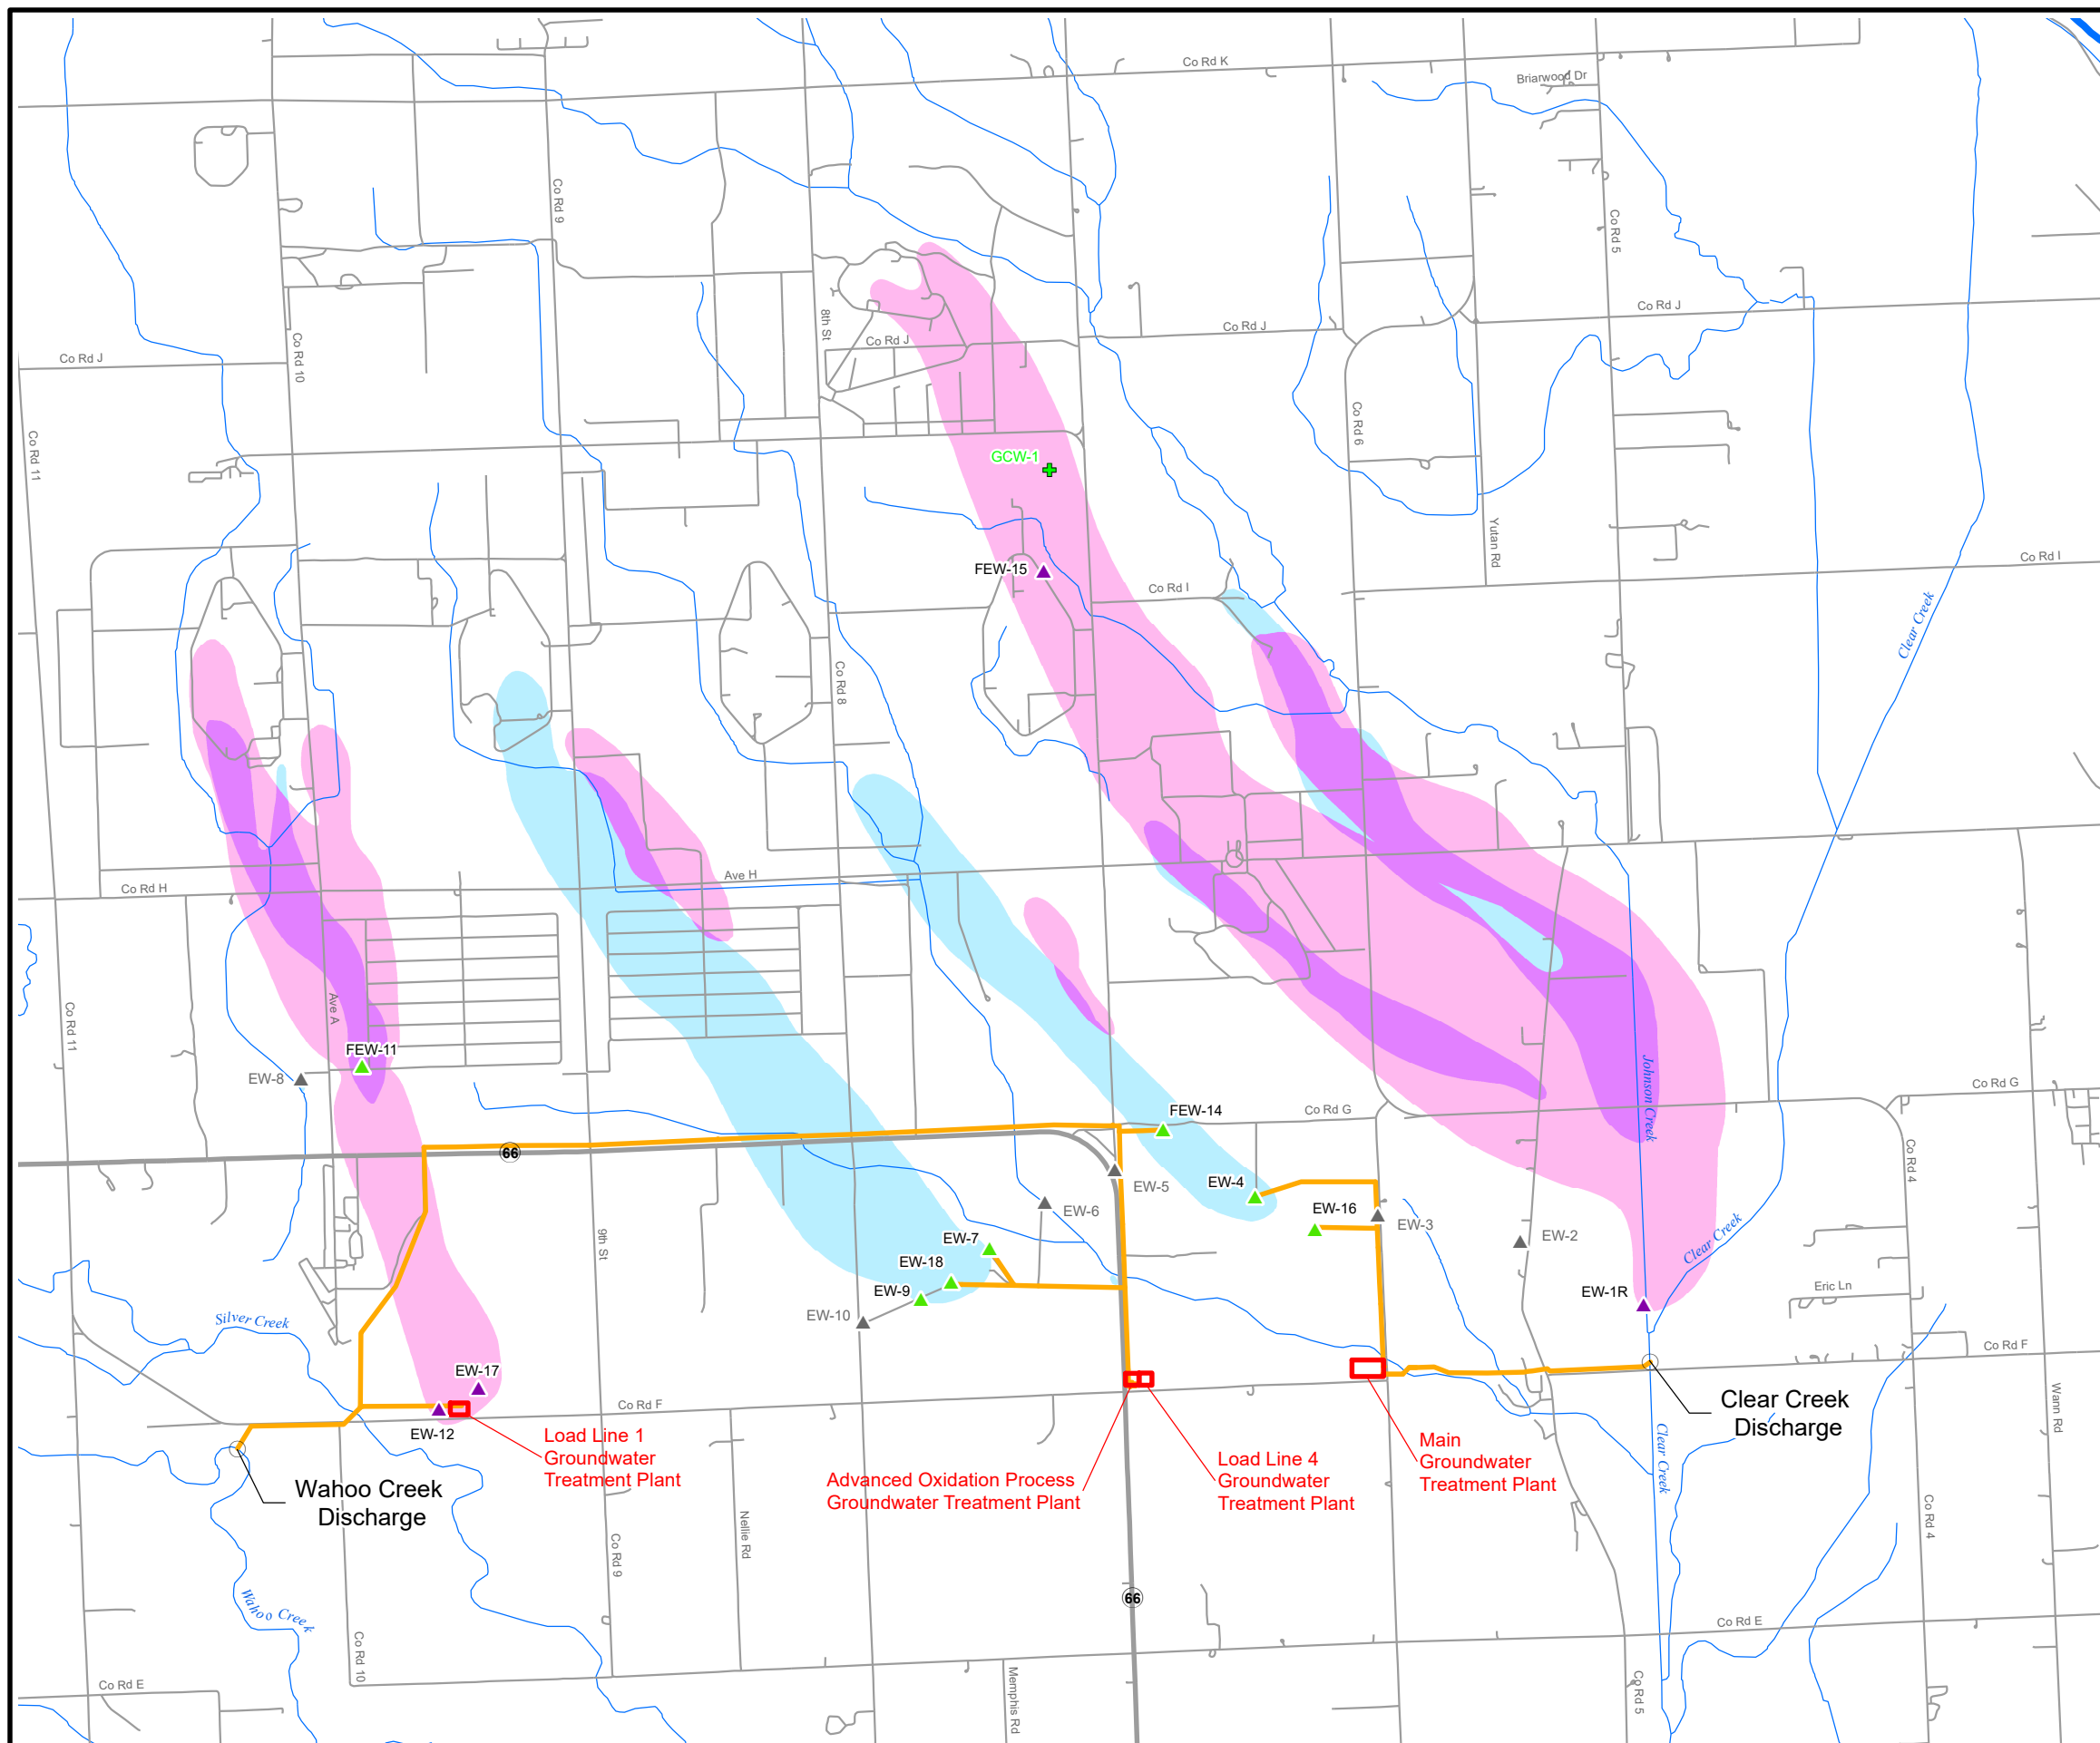 Co Rd K
Briarwood Dr
Co Rd 9
Co Rd 5
Co Rd J
Co Rd J
8th St
Co Rd J
Co Rd J
Co Rd 10
Co Rd 6
Co Rd 11
GCW-1
Yutan Rd
Co Rd I
FEW-15
Co Rd I
Clear Creek
Co Rd 8
Ave H
Co Rd H
Ave A
Co Rd 11
FEW-11
EW-8
Johnson Creek
Co Rd G
FEW-14
Co Rd G
66
Co Rd 4
EW-5
EW-4
EW-6
EW-16
EW-3
EW-2
9th St
EW-7
Clear Creek
EW-18
EW-9
EW-1R
Eric Ln
EW-10
Silver Creek
Co Rd F
EW-17
Wann Rd
Co Rd F
EW-12
Clear Creek
Discharge
Load Line 1
Groundwater
Treatment Plant
Main
Groundwater
Treatment Plant
Clear Creek
Load Line 4
Groundwater
Treatment Plant
Advanced Oxidation Process
Groundwater Treatment Plant
Wahoo Creek
Discharge
Nellie Rd
Co Rd 9
Co Rd 4
66
Wahoo Creek
Co Rd E
Co Rd 10
Co Rd E
Memphis Rd
Co Rd 5